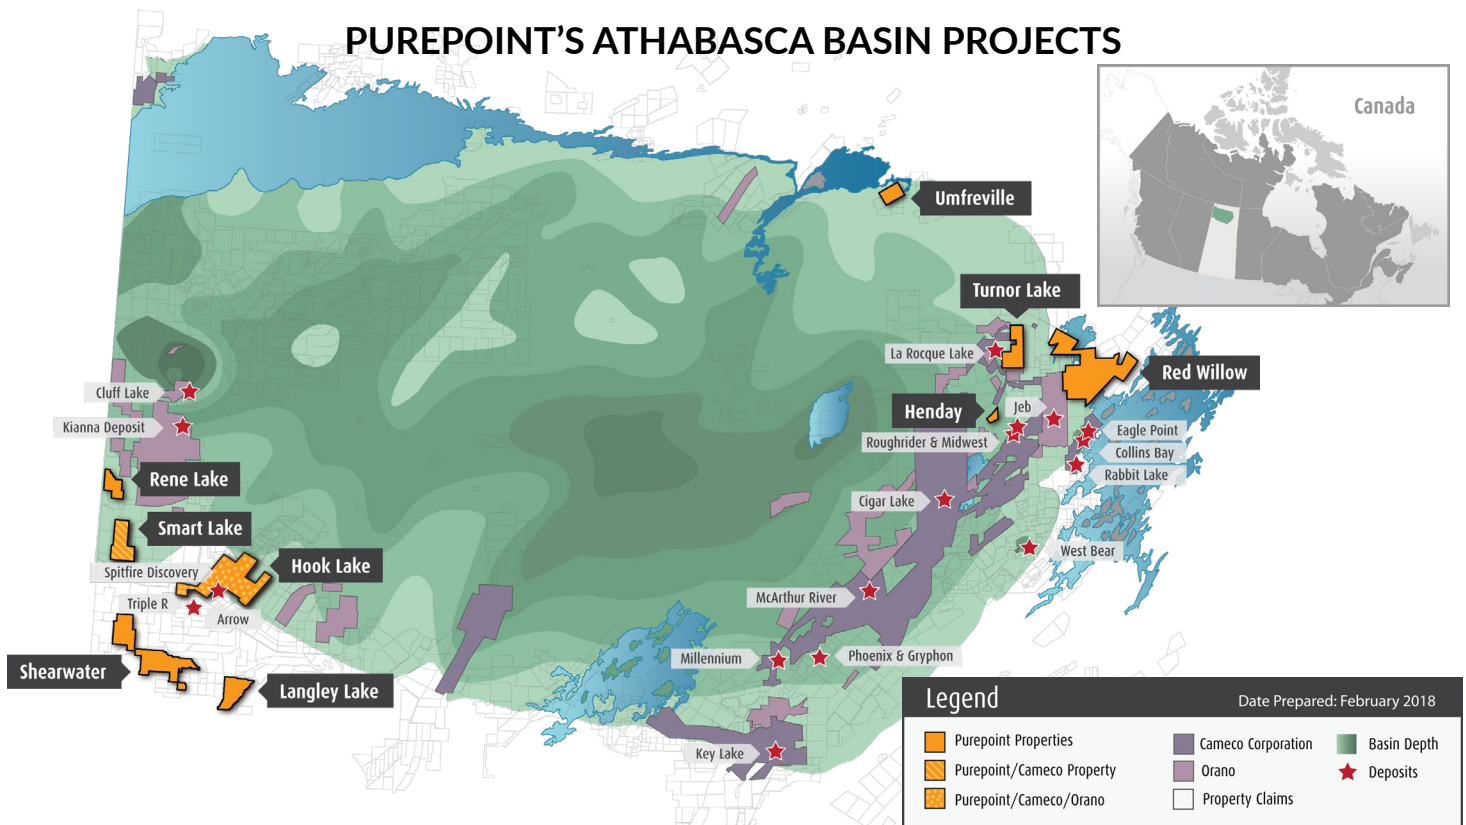 PUREPOINT'S ATHABASCA BASIN PROJECTS
Canada
Umfreville
Turnor Lake
La Rocque Lake
Red Willow
Cluff Lake
Henday
Jeb
Kianna Deposit
Roughrider & Midwest
Eagle Point
Collins Bay
Rabbit Lake
Rene Lake
Cigar Lake
Smart Lake
West Bear
Hook Lake
Spitfire Discovery
McArthur River
Triple R
Arrow
Millennium
Phoenix & Gryphon
Shearwater
Langley Lake
Key Lake
Legend
Date Prepared: February 2018
Purepoint Properties
Cameco Corporation
Basin Depth
Purepoint/Cameco Property
Orano
Deposits
Purepoint/Cameco/Orano
Property Claims